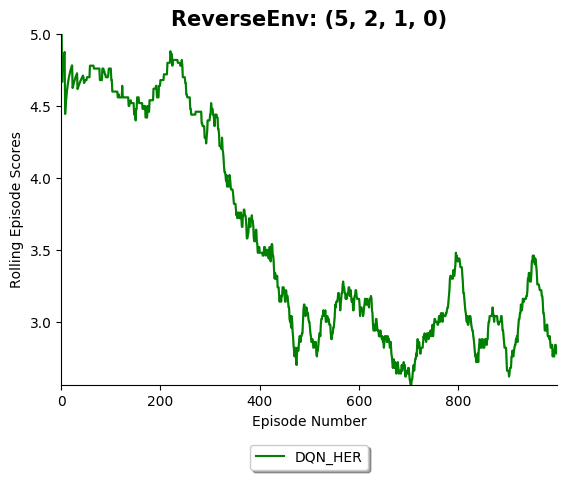 ReverseEnv: (5, 2, 1, 0)
5.0
4.5
4.0
3.5
3.0
Rolling Episode Scores
0 200 400 600 800
Episode Number
DQN_HER